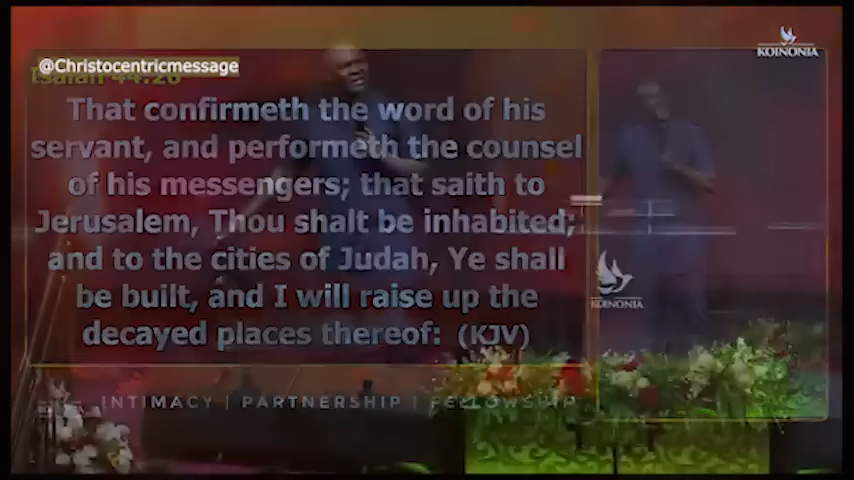 @Christocentricmessage
KOINONIA
Isaiah 44:26
That confirmeth the word of his
servant, and performeth the counsel
of his messengers; that saith to
Jerusalem, Thou shalt be inhabited;
and to the cities of Judah, Ye shall
be built, and I will raise up the
decayed places thereof: (KJV)
KOINONIA
INTIMACY | PARTNERSHIP | FELLOWSHIP